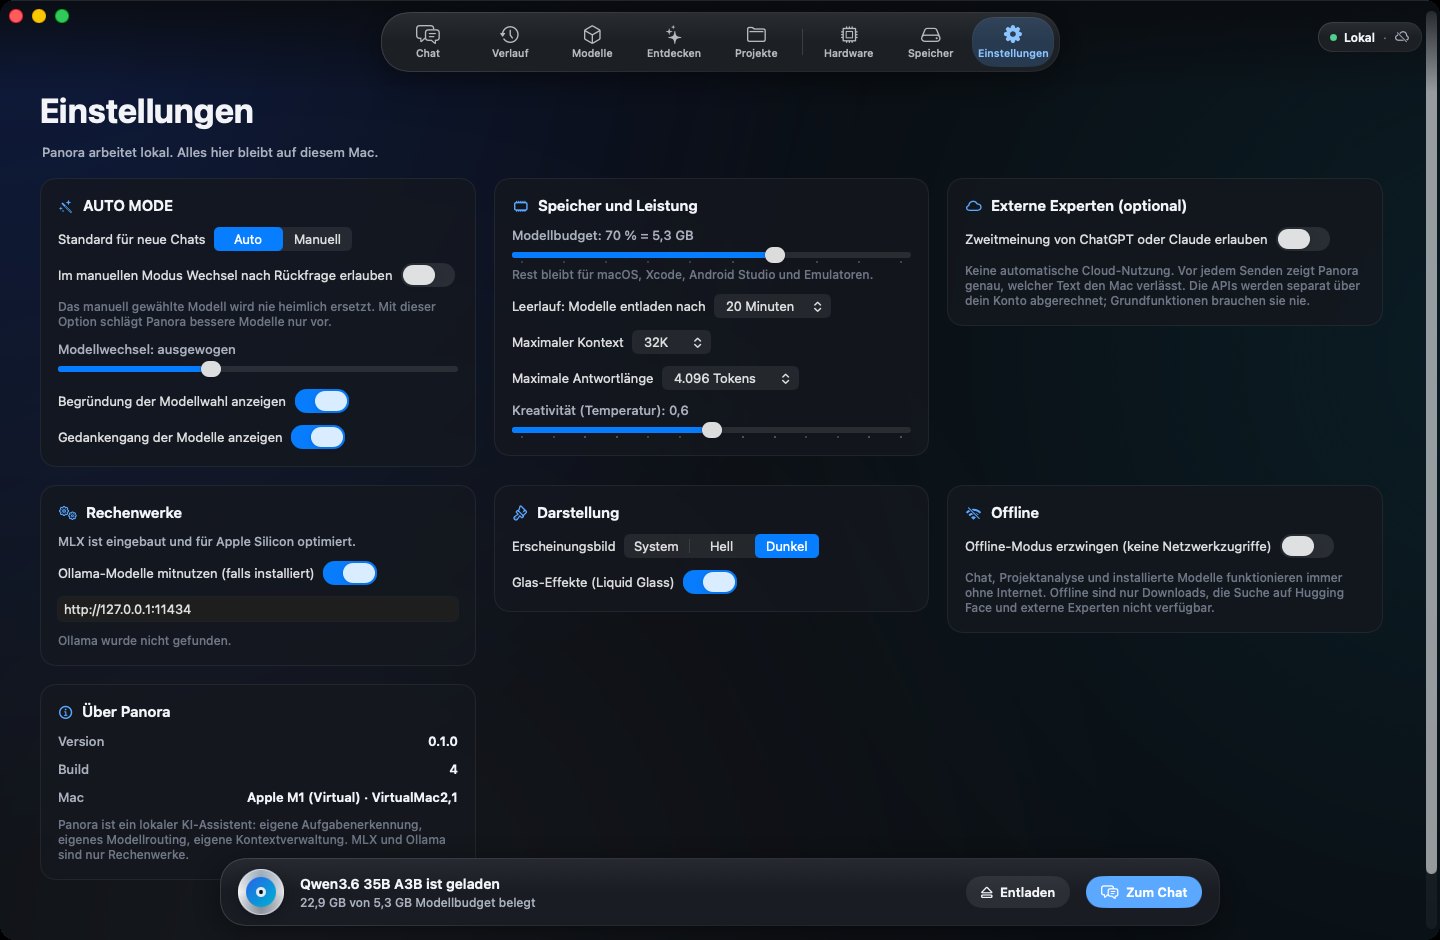 Chat
Verlauf
Modelle
Entdecken
Projekte
Hardware
Speicher
Einstellungen
Lokal ·
Einstellungen
Panora arbeitet lokal. Alles hier bleibt auf diesem Mac.
AUTO MODE
Standard für neue Chats Auto Manuell
Im manuellen Modus Wechsel nach Rückfrage erlauben
Das manuell gewählte Modell wird nie heimlich ersetzt. Mit dieser
Option schlägt Panora bessere Modelle nur vor.
Modellwechsel: ausgewogen
Begründung der Modellwahl anzeigen
Gedankengang der Modelle anzeigen
Speicher und Leistung
Modellbudget: 70 % = 5,3 GB
Rest bleibt für macOS, Xcode, Android Studio und Emulatoren.
Leerlauf: Modelle entladen nach 20 Minuten
Maximaler Kontext 32K
Maximale Antwortlänge 4.096 Tokens
Kreativität (Temperatur): 0,6
Externe Experten (optional)
Zweitmeinung von ChatGPT oder Claude erlauben
Keine automatische Cloud-Nutzung. Vor jedem Senden zeigt Panora
genau, welcher Text den Mac verlässt. Die APIs werden separat über
dein Konto abgerechnet; Grundfunktionen brauchen sie nie.
Rechenwerke
MLX ist eingebaut und für Apple Silicon optimiert.
Ollama-Modelle mitnutzen (falls installiert)
http://127.0.0.1:11434
Ollama wurde nicht gefunden.
Darstellung
Erscheinungsbild System Hell Dunkel
Glas-Effekte (Liquid Glass)
Offline
Offline-Modus erzwingen (keine Netzwerkzugriffe)
Chat, Projektanalyse und installierte Modelle funktionieren immer
ohne Internet. Offline sind nur Downloads, die Suche auf Hugging
Face und externe Experten nicht verfügbar.
Über Panora
Version 0.1.0
Build 4
Mac Apple M1 (Virtual) · VirtualMac2,1
Panora ist ein lokaler KI-Assistent: eigene Aufgabenerkennung,
eigenes Modellrouting, eigene Kontextverwaltung. MLX und Ollama
sind nur Rechenwerke.
Qwen3.6 35B A3B ist geladen
22,9 GB von 5,3 GB Modellbudget belegt
Entladen
Zum Chat